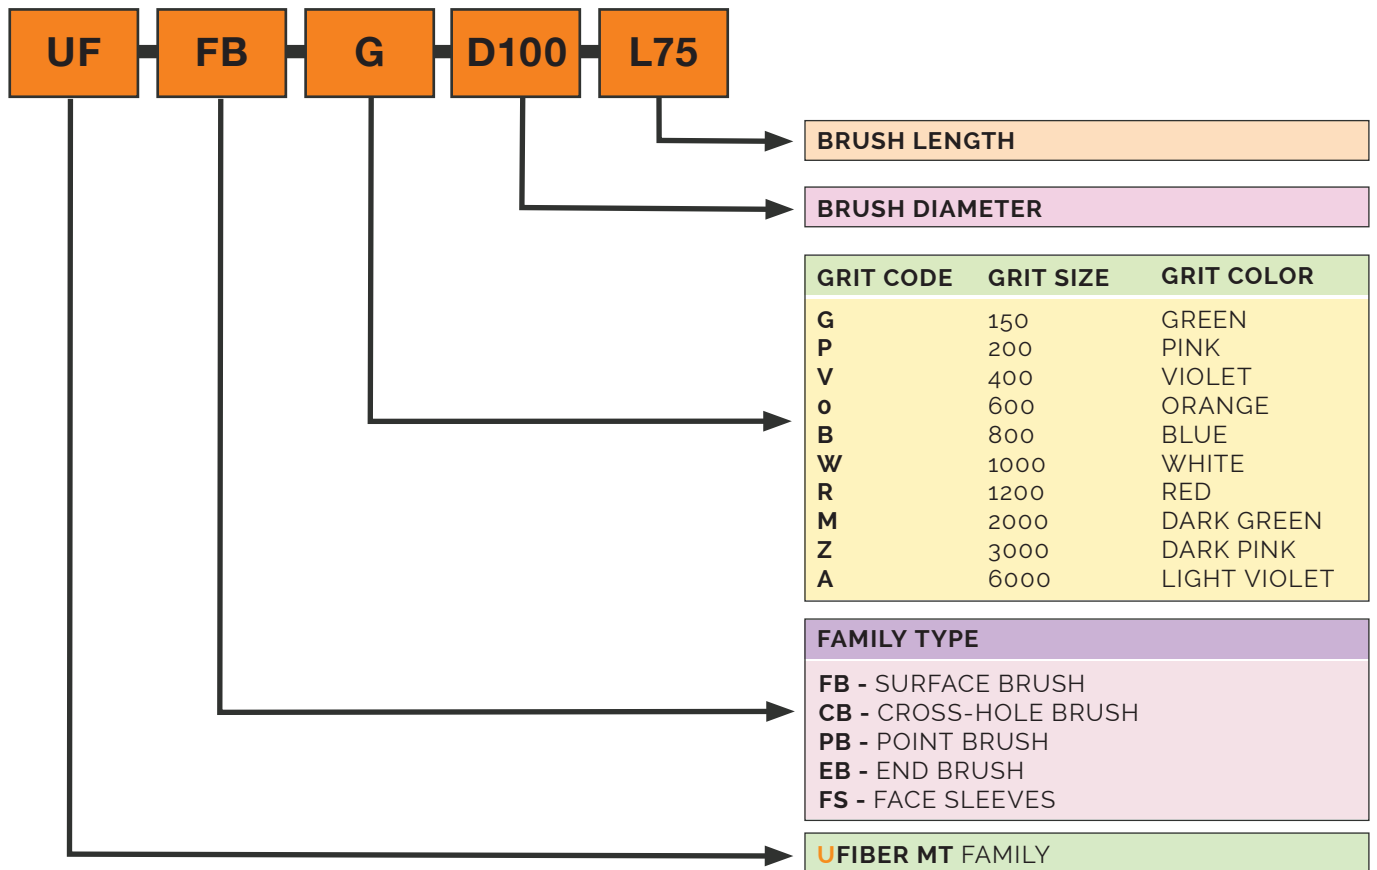 UF FB G D100 L75
BRUSH LENGTH
BRUSH DIAMETER
GRIT CODE GRIT SIZE GRIT COLOR
G 150 GREEN
P 200 PINK
V 400 VIOLET
0 600 ORANGE
B 800 BLUE
W 1000 WHITE
R 1200 RED
M 2000 DARK GREEN
Z 3000 DARK PINK
A 6000 LIGHT VIOLET
FAMILY TYPE
FB - SURFACE BRUSH
CB - CROSS-HOLE BRUSH
PB - POINT BRUSH
EB - END BRUSH
FS - FACE SLEEVES
UFIBER MT FAMILY